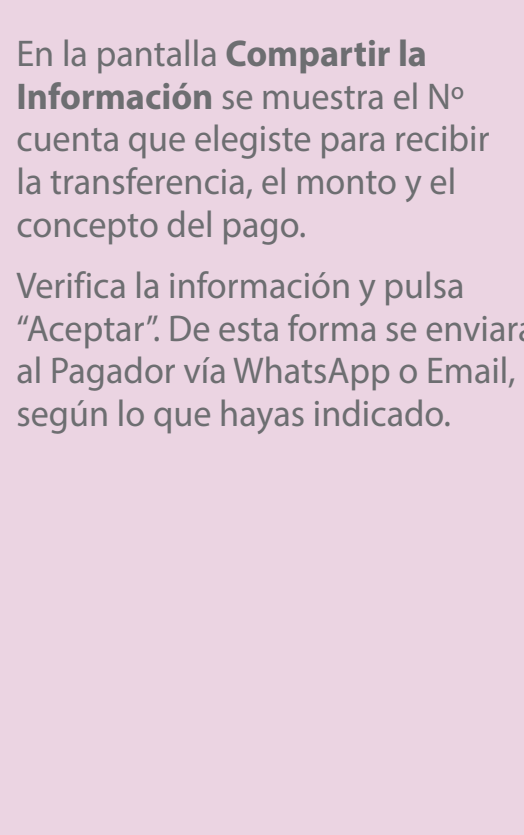 En la pantalla Compartir la
Información se muestra el Nº
cuenta que elegiste para recibir
la transferencia, el monto y el
concepto del pago.
Verifica la información y pulsa
“Aceptar”. De esta forma se enviará
al Pagador vía WhatsApp o Email,
según lo que hayas indicado.